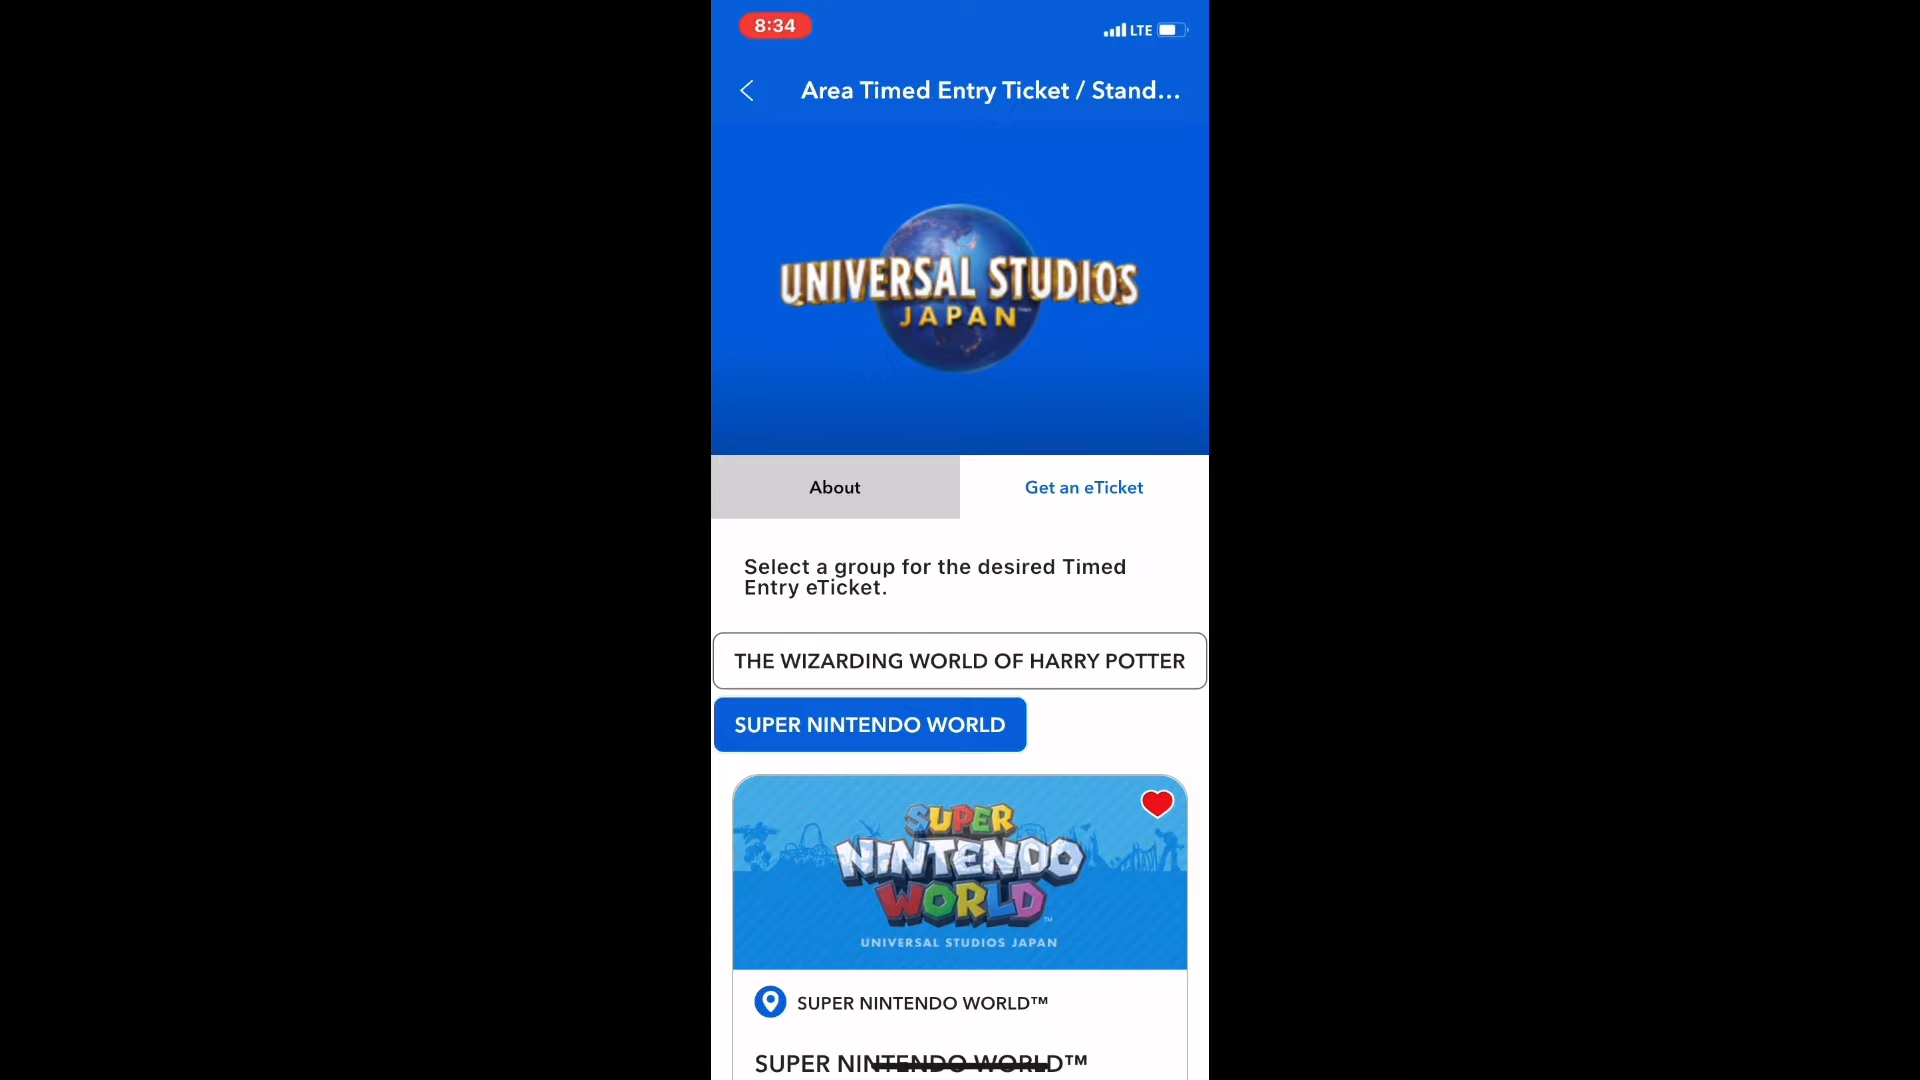 8:34
LTE
Area Timed Entry Ticket / Stand...
UNIVERSAL STUDIOS
JAPAN
About
Get an eTicket
Select a group for the desired Timed
Entry eTicket.
THE WIZARDING WORLD OF HARRY POTTER
SUPER NINTENDO WORLD
SUPER
NINTENDO
WORLD™
UNIVERSAL STUDIOS JAPAN
SUPER NINTENDO WORLD™
SUPER NINTENDO WORLD™